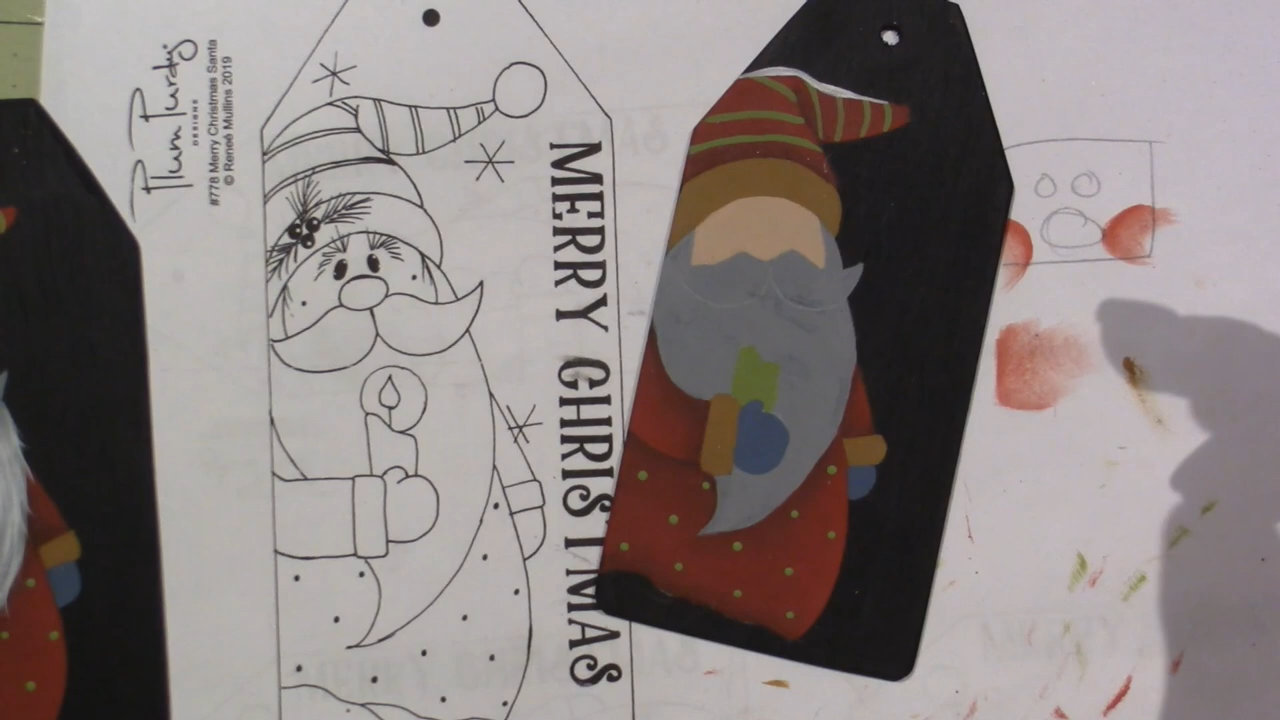 Plum Purdy
DESIGNS
#778 Merry Christmas Santa
© Reneé Mullins 2019
MERRY CHRISTMAS